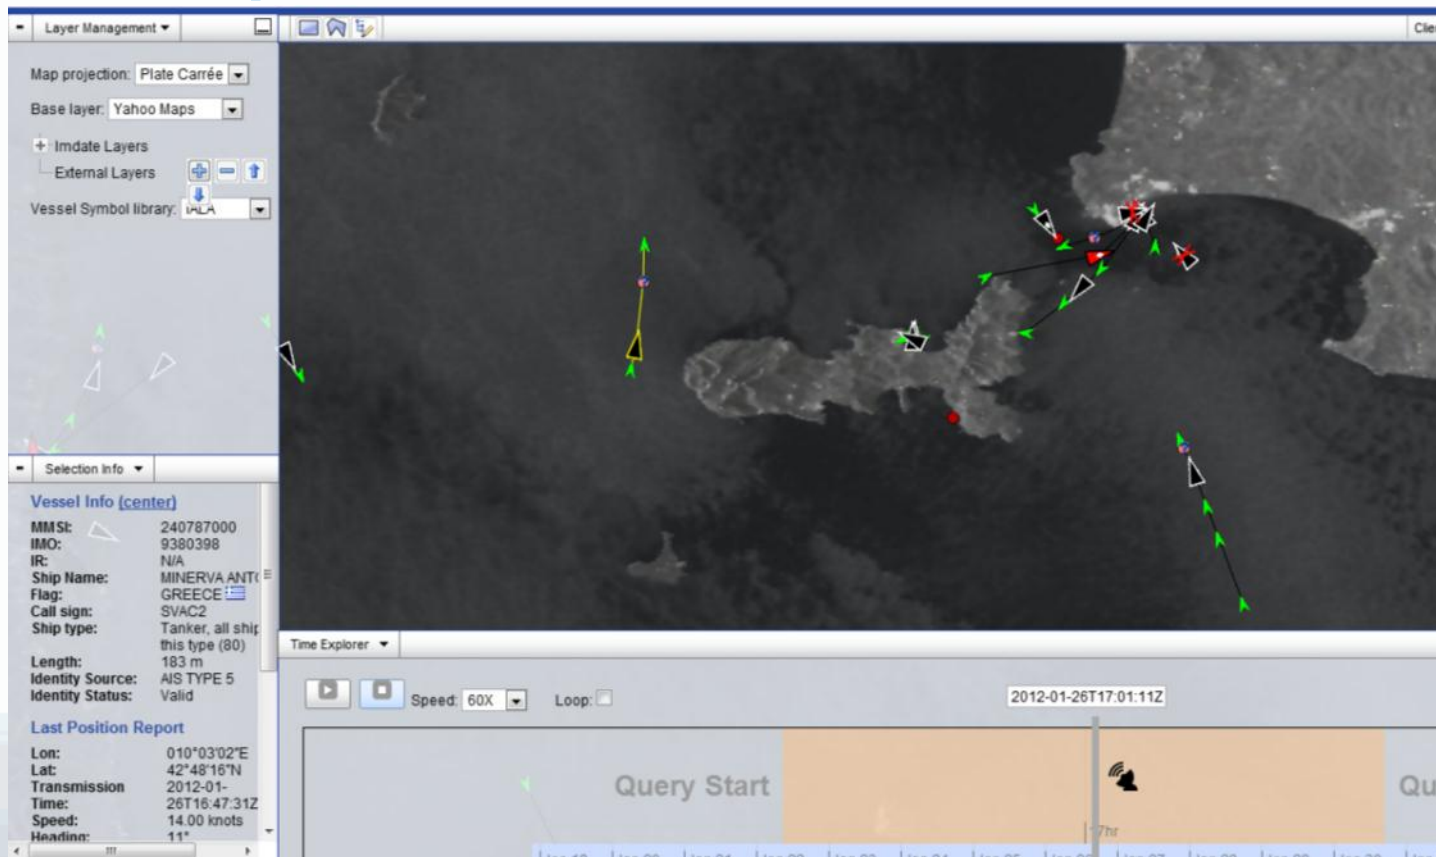 Layer Management
Clie
Map projection: Plate Carrée
Base layer: Yahoo Maps
Imdate Layers
External Layers
Vessel Symbol library: IALA
Selection Info
Vessel Info (center)
MMSI: 240787000
IMO: 9380398
IR: N/A
Ship Name: MINERVA ANTO
Flag: GREECE
Call sign: SVAC2
Ship type: Tanker, all ship
this type (80)
Length: 183 m
Identity Source: AIS TYPE 5
Identity Status: Valid
Last Position Report
Lon: 010°03'02"E
Lat: 42°48'16"N
Transmission 2012-01-
Time: 26T16:47:31Z
Speed: 14.00 knots
Heading: 11°
Time Explorer
Speed: 60X
Loop:
2012-01-26T17:01:11Z
Query Start
Qu
17hr